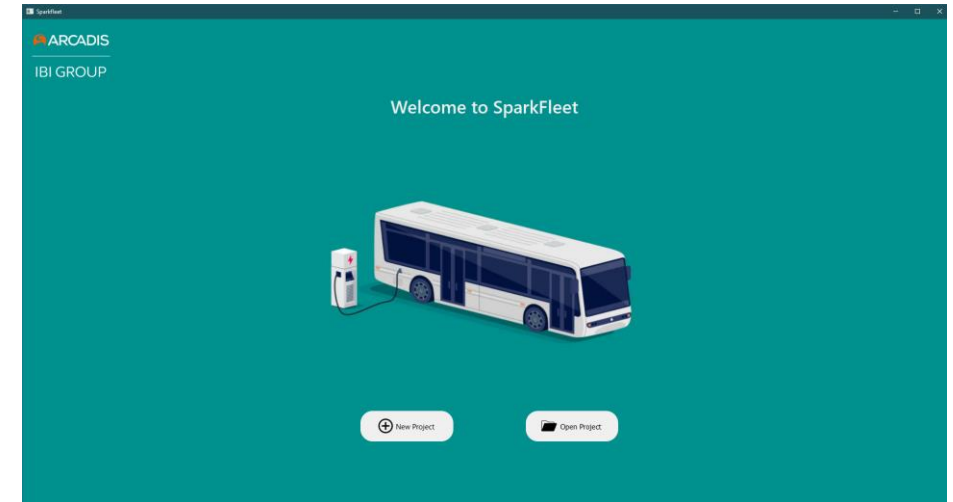 Sparkfleet
ARCADIS
IBI GROUP
Welcome to SparkFleet
New Project
Open Project